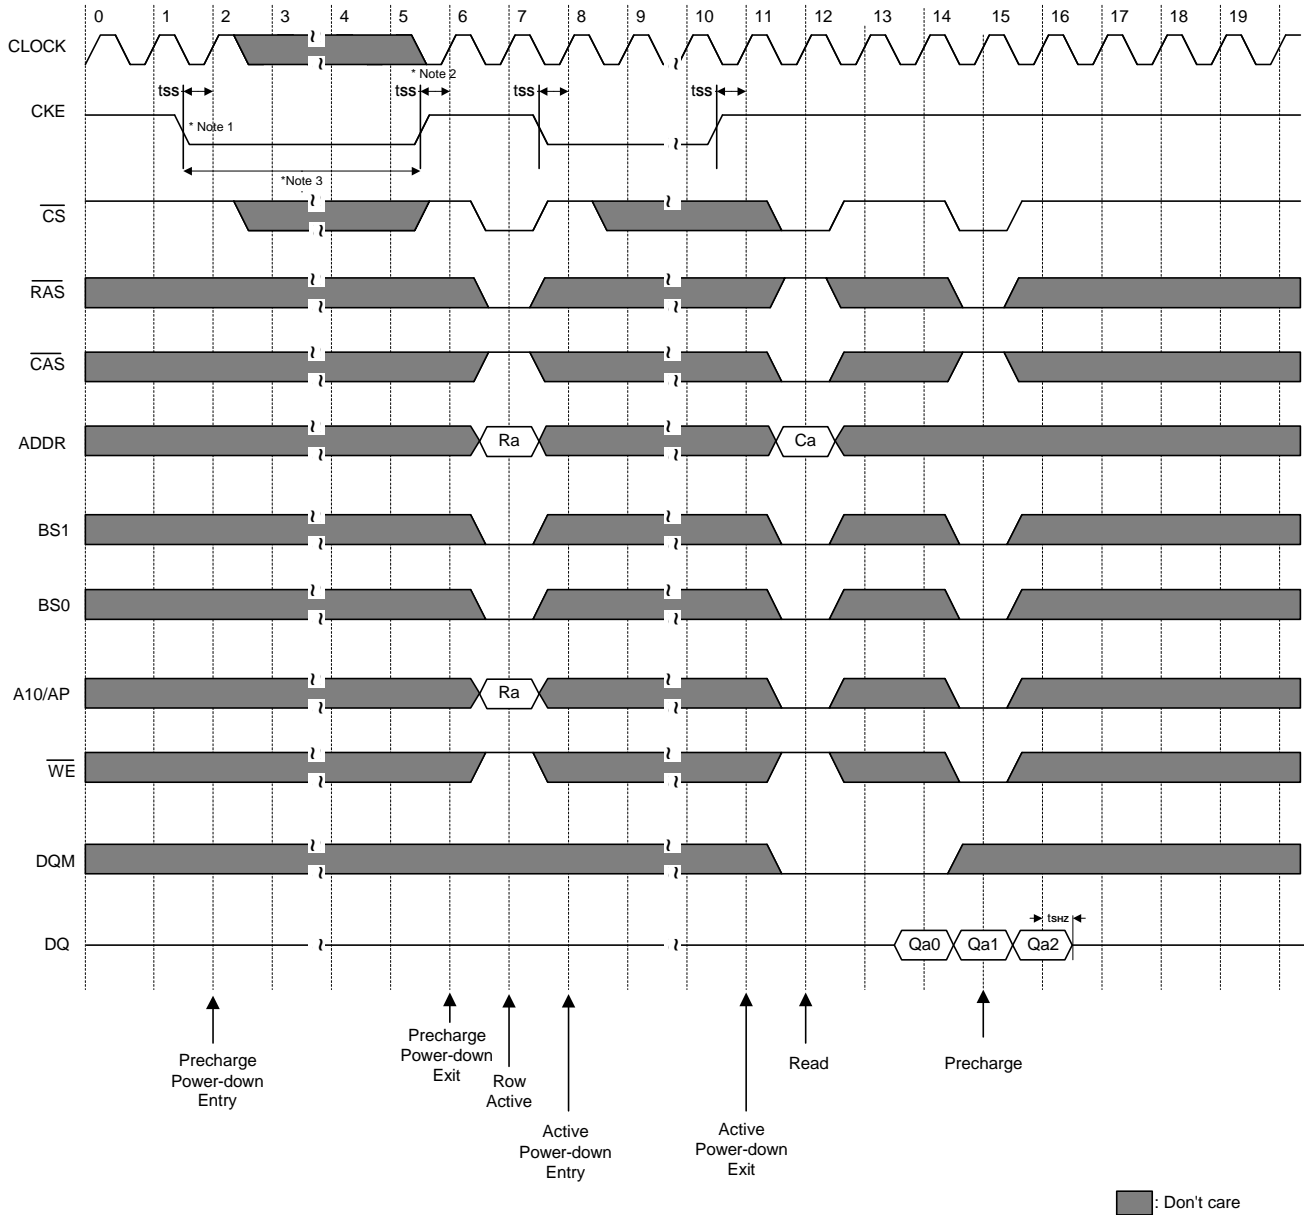 0 1 2 3 4 5 6 7 8 9 10 11 12 13 14 15 16 17 18 19
CLOCK
* Note 2
tss tss tss tss
CKE
* Note 1
*Note 3
CS
RAS
CAS
ADDR Ra Ca
BS1
BS0
A10/AP Ra
WE
DQM
tSHZ
DQ Qa0 Qa1 Qa2
Precharge
Power-down
Entry
Precharge
Power-down
Exit
Row
Active
Active
Power-down
Entry
Active
Power-down
Exit
Read
Precharge
: Don't care